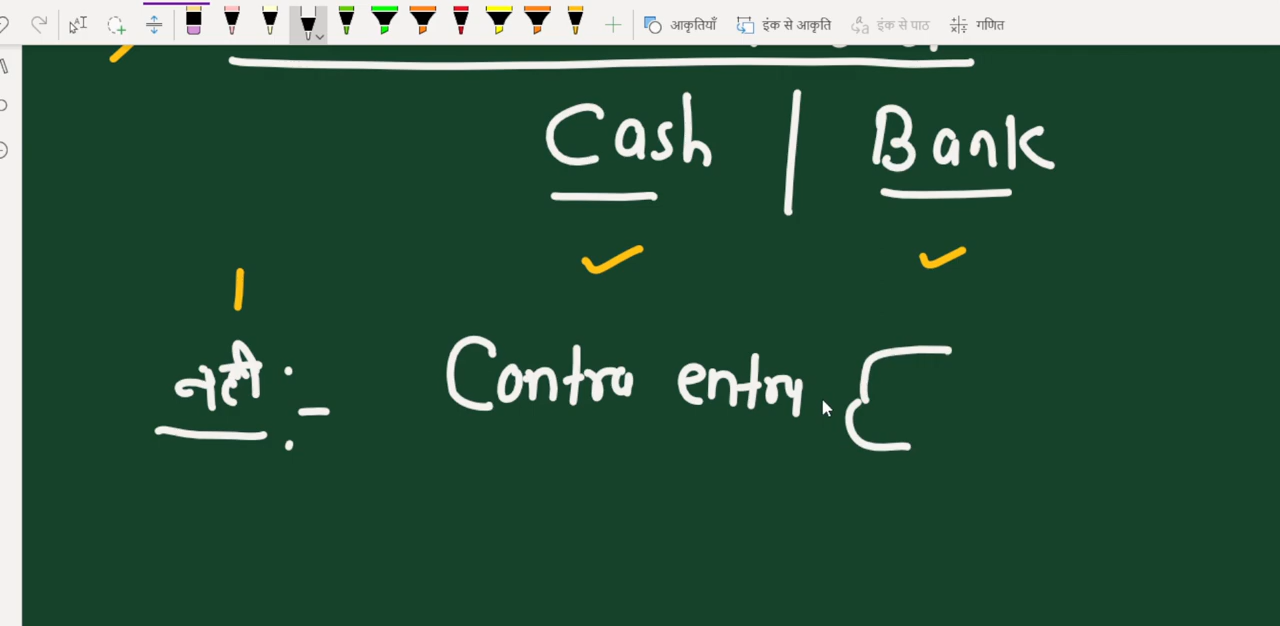 आकृतियाँ इंक से आकृति इंक से पाठ गणित
Cash | Bank
नही :- Contra entry {